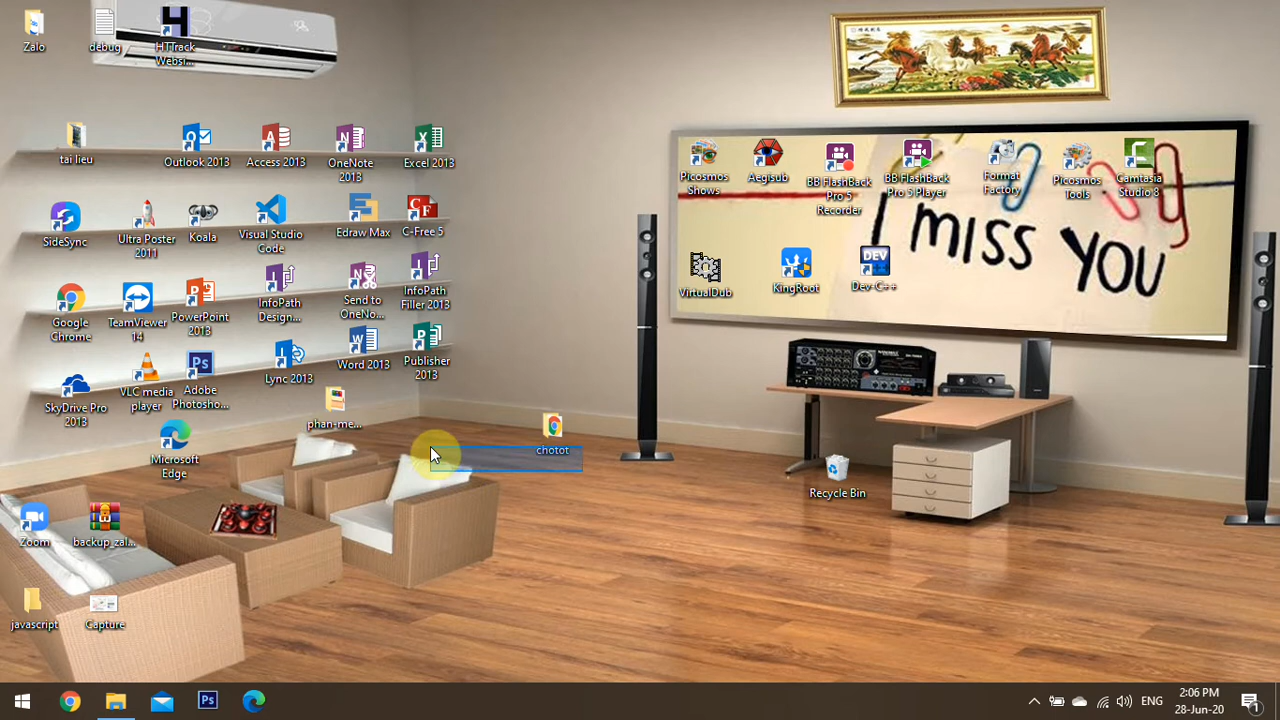 Zalo
debug
HTTrack
Websi...
tai lieu
Outlook 2013
Access 2013
OneNote
2013
Excel 2013
SideSync
Ultra Poster
2011
Koala
Visual Studio
Code
Edraw Max
C-Free 5
Google
Chrome
TeamViewer
14
PowerPoint
2013
InfoPath
Design...
Send to
OneNo...
InfoPath
Filler 2013
SkyDrive Pro
2013
VLC media
player
Adobe
Photosho...
Lync 2013
Word 2013
Publisher
2013
phan-me...
Microsoft
Edge
chotot
Zoom
backup_zal...
javascript
Capture
Picosmos
Shows
Aegisub
BB FlashBack
Pro 5
Recorder
BB FlashBack
Pro 5 Player
Format
Factory
Picosmos
Tools
Camtasia
Studio 8
I MISS YOU
VirtualDub
KingRoot
DEV
Dev-C++
Recycle Bin
ENG
2:06 PM
28-Jun-20
1